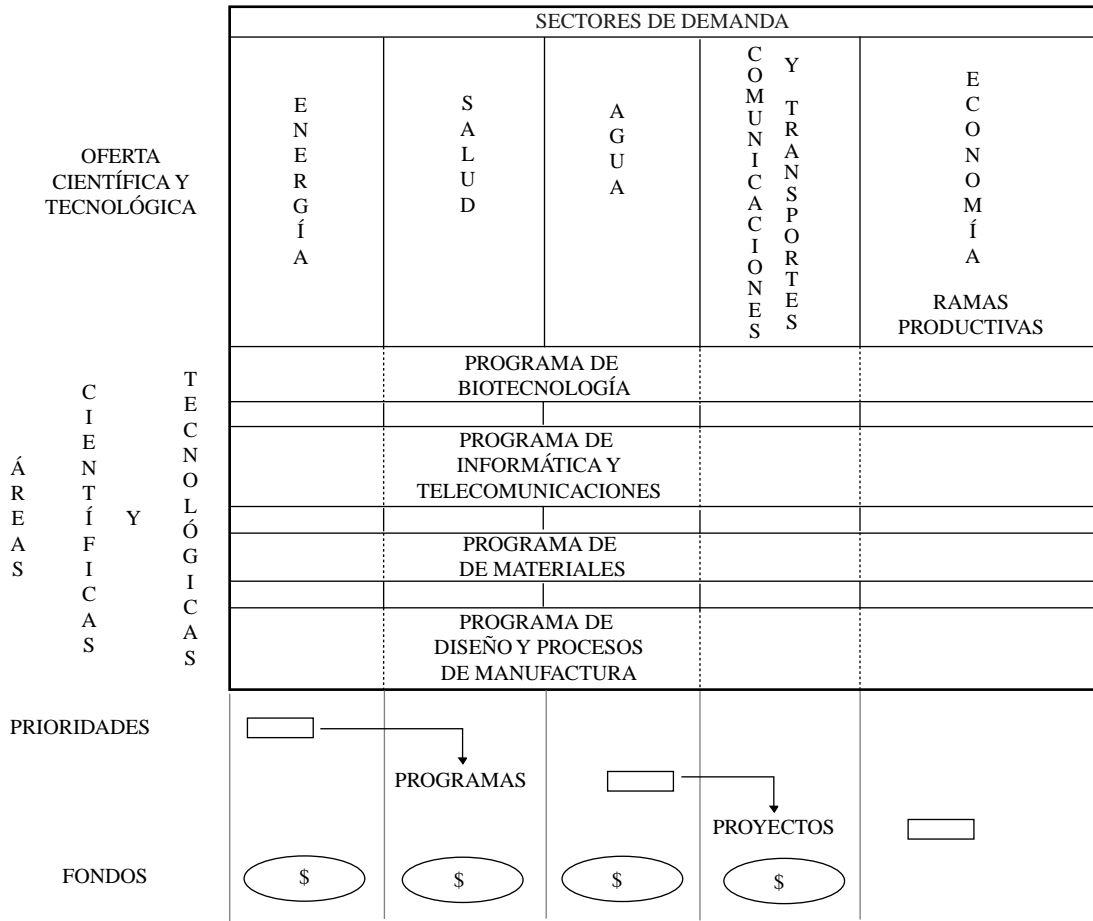 SECTORES DE DEMANDA
OFERTA
CIENTÍFICA Y
TECNOLÓGICA
ENERGÍA
SALUD
AGUA
COMUNICACIONES
Y TRANSPORTES
ECONOMÍA
RAMAS
PRODUCTIVAS
ÁREAS
CIENTÍFICAS
Y
TECNOLÓGICAS
PROGRAMA DE
BIOTECNOLOGÍA
PROGRAMA DE
INFORMÁTICA Y
TELECOMUNICACIONES
PROGRAMA DE
DE MATERIALES
PROGRAMA DE
DISEÑO Y PROCESOS
DE MANUFACTURA
PRIORIDADES
PROGRAMAS
PROYECTOS
FONDOS
$
$
$
$